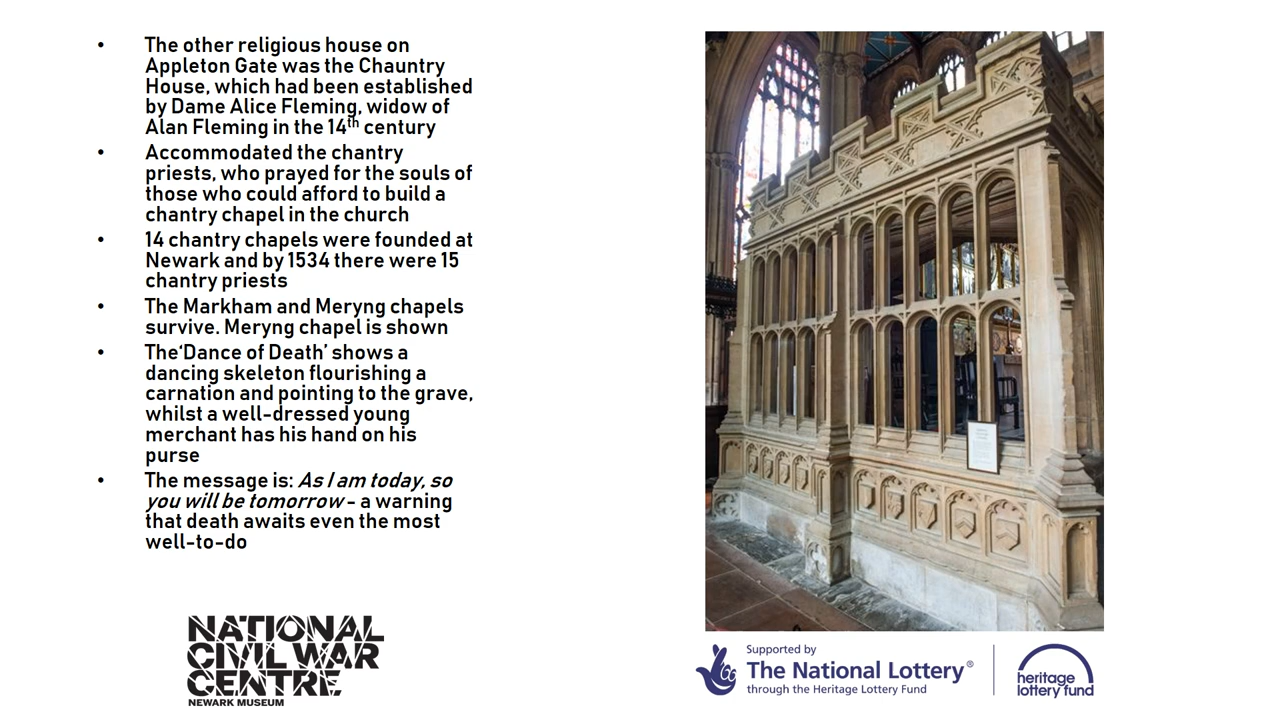 • The other religious house on
Appleton Gate was the Chauntry
House, which had been established
by Dame Alice Fleming, widow of
Alan Fleming in the 14th century
• Accommodated the chantry
priests, who prayed for the souls of
those who could afford to build a
chantry chapel in the church
• 14 chantry chapels were founded at
Newark and by 1534 there were 15
chantry priests
• The Markham and Meryng chapels
survive. Meryng chapel is shown
• The‘Dance of Death’ shows a
dancing skeleton flourishing a
carnation and pointing to the grave,
whilst a well-dressed young
merchant has his hand on his
purse
• The message is: As I am today, so
you will be tomorrow – a warning
that death awaits even the most
well-to-do
NATIONAL
CIVIL WAR
CENTRE
NEWARK MUSEUM
Supported by
The National Lottery®
through the Heritage Lottery Fund
heritage
lottery fund